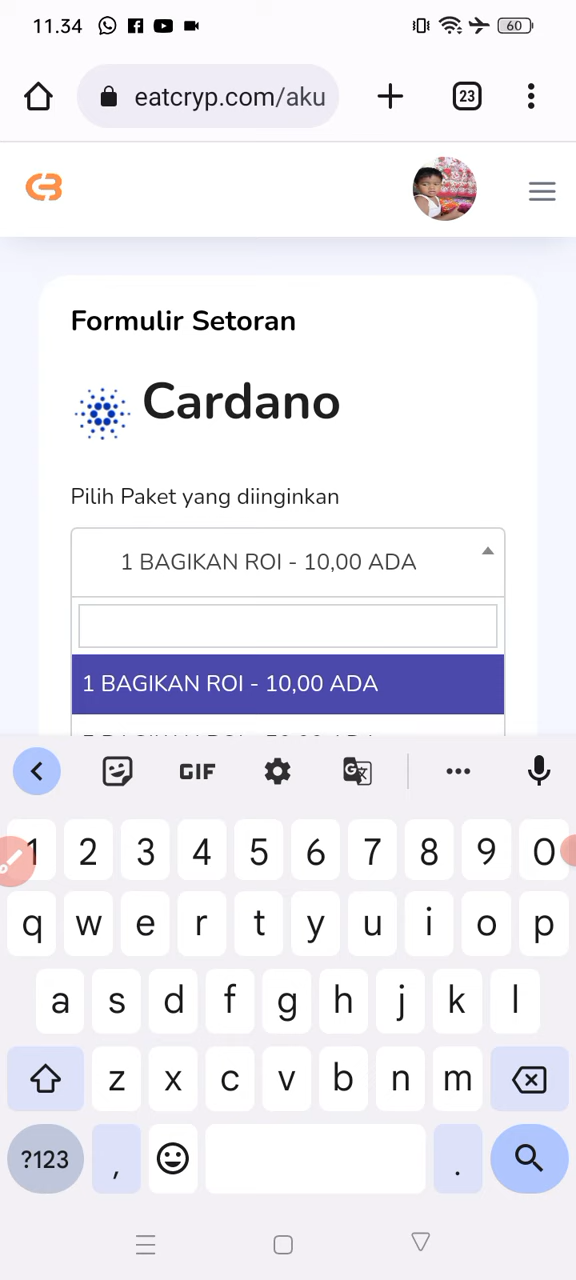 11.34
60
eatcryp.com/aku
23
Formulir Setoran
Cardano
Pilih Paket yang diinginkan
1 BAGIKAN ROI - 10,00 ADA
1 BAGIKAN ROI - 10,00 ADA
GIF
1 2 3 4 5 6 7 8 9 0
q w e r t y u i o p
a s d f g h j k l
z x c v b n m
?123 , .